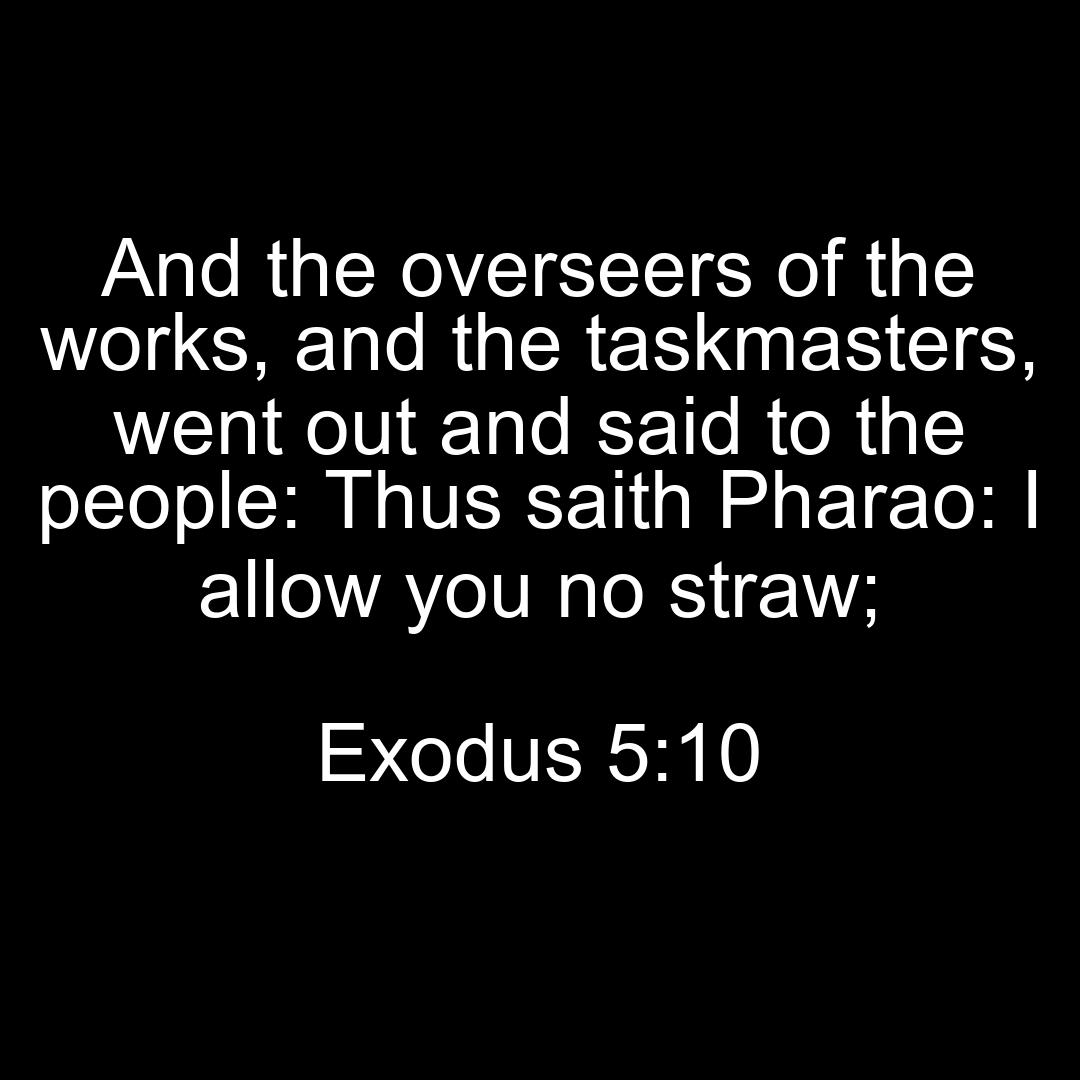 And the overseers of the
works, and the taskmasters,
went out and said to the
people: Thus saith Pharao: I
allow you no straw;
Exodus 5:10